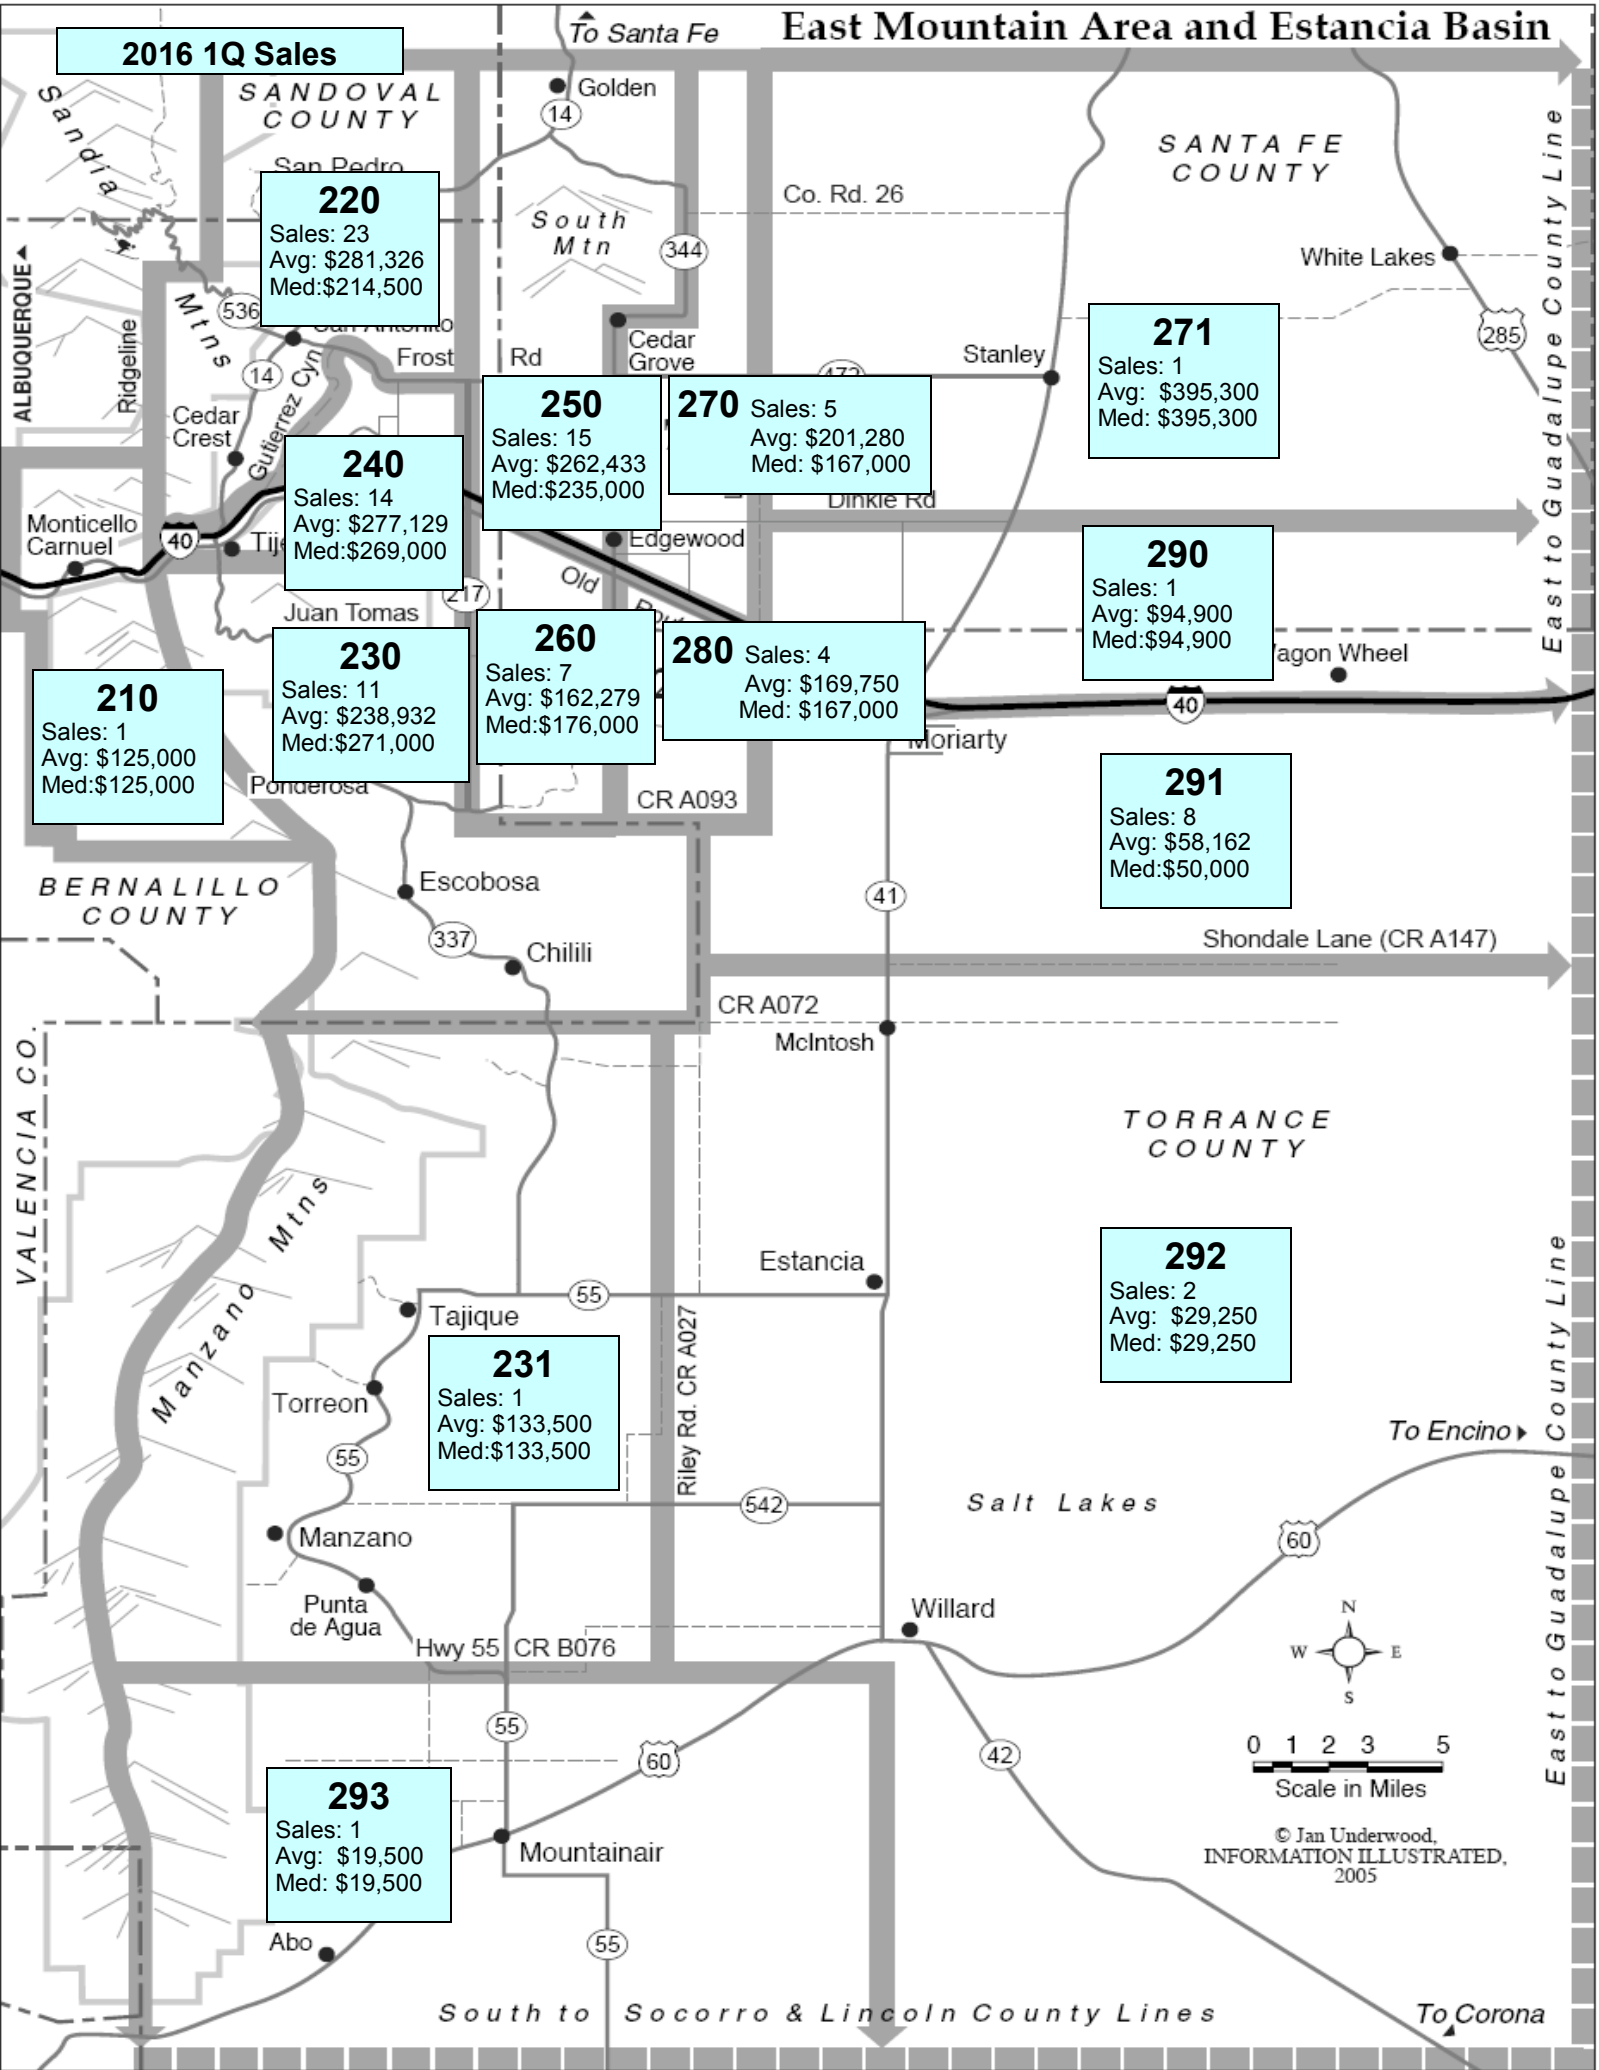 East Mountain Area and Estancia Basin
2016 1Q Sales
To Santa Fe
Golden
14
SANDOVAL
COUNTY
Sandia
Mtns
SANTA FE
COUNTY
San Pedro
220
Sales: 23
Avg: $281,326
Med:$214,500
South
Mtn
Co. Rd. 26
344
White Lakes
285
ALBUQUERQUE
Ridgeline
536
San Antonito
14
Cedar
Crest
Gutierrez Cyn
Frost
Rd
Cedar
Grove
472
Stanley
271
Sales: 1
Avg: $395,300
Med: $395,300
East to Guadalupe County Line
250
Sales: 15
Avg: $262,433
Med:$235,000
270
Sales: 5
Avg: $201,280
Med: $167,000
240
Sales: 14
Avg: $277,129
Med:$269,000
Dinkle Rd
Monticello
Carnuel
40
Tije
Edgewood
217
Old
290
Sales: 1
Avg: $94,900
Med:$94,900
Juan Tomas
230
Sales: 11
Avg: $238,932
Med:$271,000
260
Sales: 7
Avg: $162,279
Med:$176,000
280
Sales: 4
Avg: $169,750
Med: $167,000
agon Wheel
40
210
Sales: 1
Avg: $125,000
Med:$125,000
Moriarty
Ponderosa
CR A093
291
Sales: 8
Avg: $58,162
Med:$50,000
BERNALILLO
COUNTY
Escobosa
41
337
Chilili
Shondale Lane (CR A147)
CR A072
McIntosh
VALENCIA CO.
TORRANCE
COUNTY
Manzano Mtns
Estancia
292
Sales: 2
Avg: $29,250
Med: $29,250
55
Tajique
Riley Rd. CR A027
231
Sales: 1
Avg: $133,500
Med:$133,500
Torreon
55
East to Guadalupe County Line
To Encino
Salt Lakes
542
60
Manzano
Punta
de Agua
Willard
Hwy 55
CR B076
N
W
E
S
55
60
42
0 1 2 3 5
Scale in Miles
293
Sales: 1
Avg: $19,500
Med: $19,500
Mountainair
© Jan Underwood,
INFORMATION ILLUSTRATED,
2005
Abo
55
South to Socorro & Lincoln County Lines
To Corona